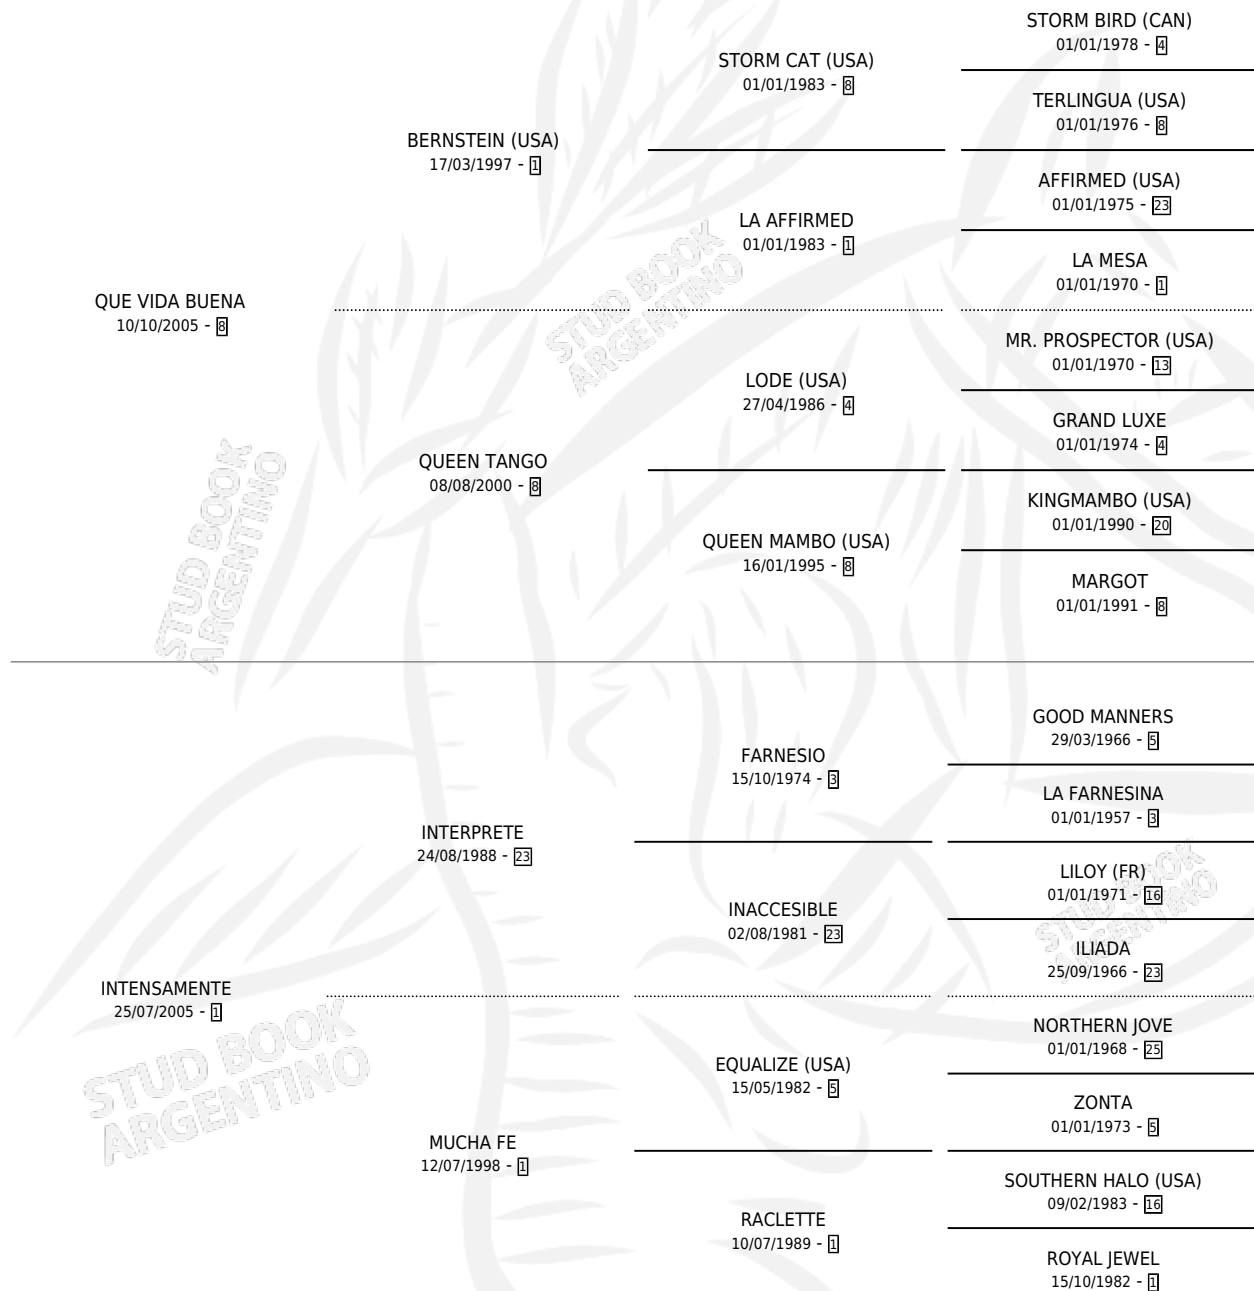 STORM BIRD (CAN)
01/01/1978 - 4
STORM CAT (USA)
01/01/1983 - 8
TERLINGUA (USA)
01/01/1976 - 8
BERNSTEIN (USA)
17/03/1997 - 1
AFFIRMED (USA)
01/01/1975 - 23
LA AFFIRMED
01/01/1983 - 1
LA MESA
01/01/1970 - 1
QUE VIDA BUENA
10/10/2005 - 8
MR. PROSPECTOR (USA)
01/01/1970 - 13
LODE (USA)
27/04/1986 - 4
GRAND LUXE
01/01/1974 - 4
QUEEN TANGO
08/08/2000 - 8
KINGMAMBO (USA)
01/01/1990 - 20
QUEEN MAMBO (USA)
16/01/1995 - 8
MARGOT
01/01/1991 - 8
GOOD MANNERS
29/03/1966 - 5
FARNESIO
15/10/1974 - 3
LA FARNESINA
01/01/1957 - 3
INTERPRETE
24/08/1988 - 23
LILOY (FR)
01/01/1971 - 16
INACCESIBLE
02/08/1981 - 23
ILIADA
25/09/1966 - 23
INTENSAMENTE
25/07/2005 - 1
NORTHERN JOVE
01/01/1968 - 25
EQUALIZE (USA)
15/05/1982 - 5
ZONTA
01/01/1973 - 5
MUCHA FE
12/07/1998 - 1
SOUTHERN HALO (USA)
09/02/1983 - 16
RACLETTE
10/07/1989 - 1
ROYAL JEWEL
15/10/1982 - 1
STUD BOOK
ARGENTINO
STUD BOOK
ARGENTINO
STUD BOOK
ARGENTINO
STUD BOOK
ARGENTINO